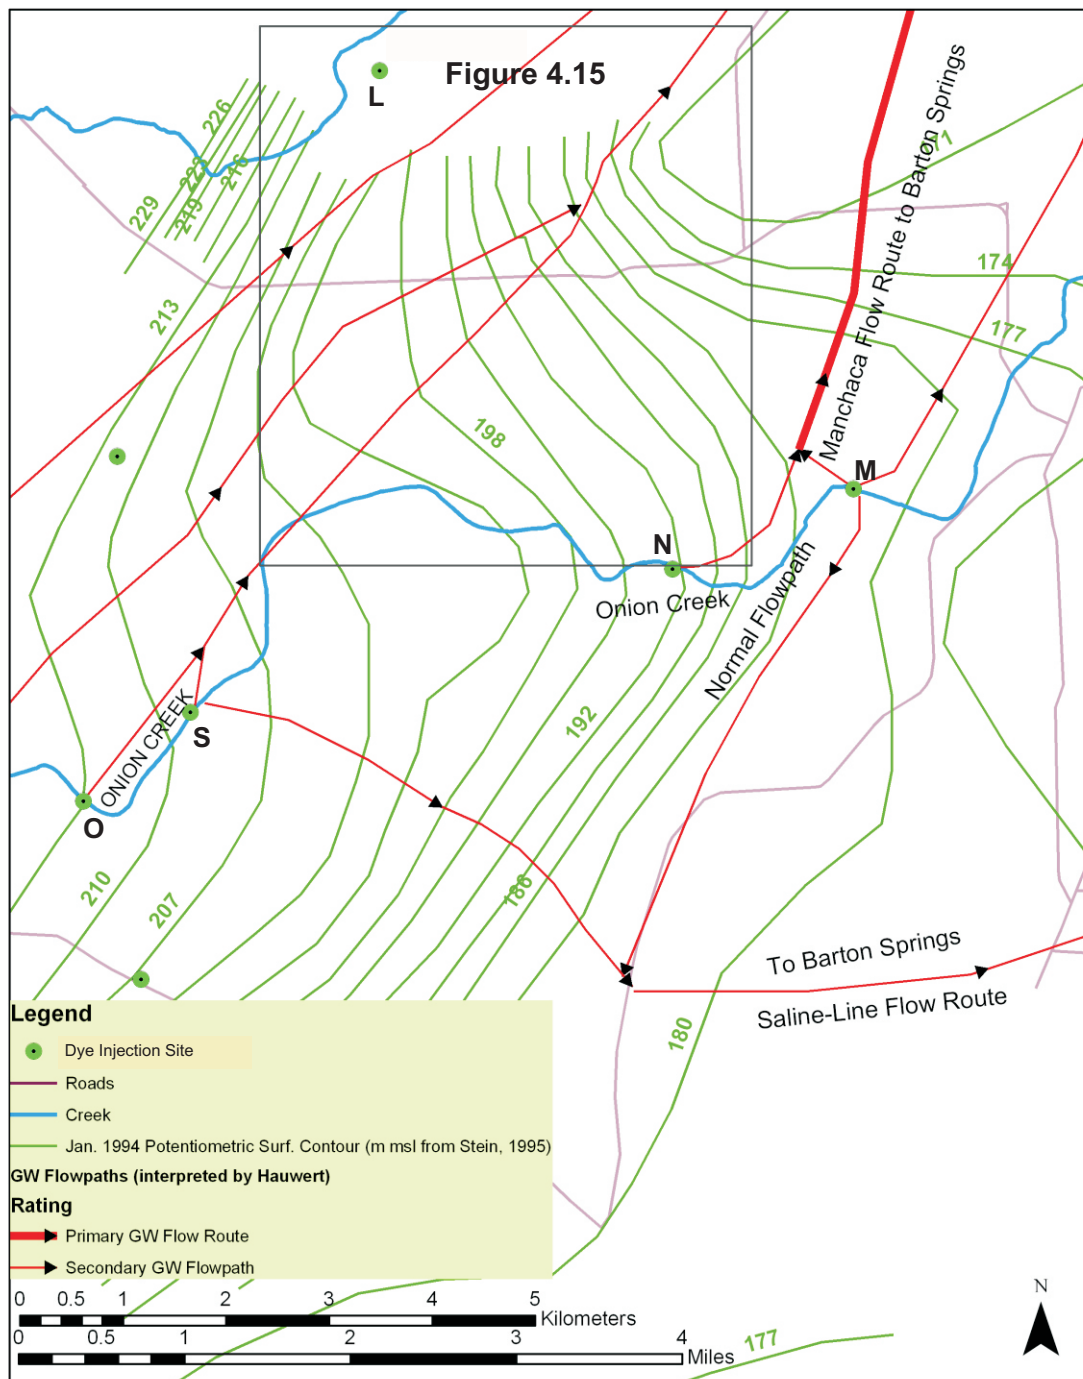 Figure 4.15
L
226
223
216
219
229
213
171
174
177
Manchaca Flow Route to Barton Springs
198
M
N
Onion Creek
Normal Flowpath
ONION CREEK
S
O
192
186
210
207
180
To Barton Springs
Saline-Line Flow Route
Legend
Dye Injection Site
Roads
Creek
Jan. 1994 Potentiometric Surf. Contour (m msl from Stein, 1995)
GW Flowpaths (interpreted by Hauwert)
Rating
Primary GW Flow Route
Secondary GW Flowpath
0 0.5 1 2 3 4 5
Kilometers
0 0.5 1 2 3 4
Miles
177
N